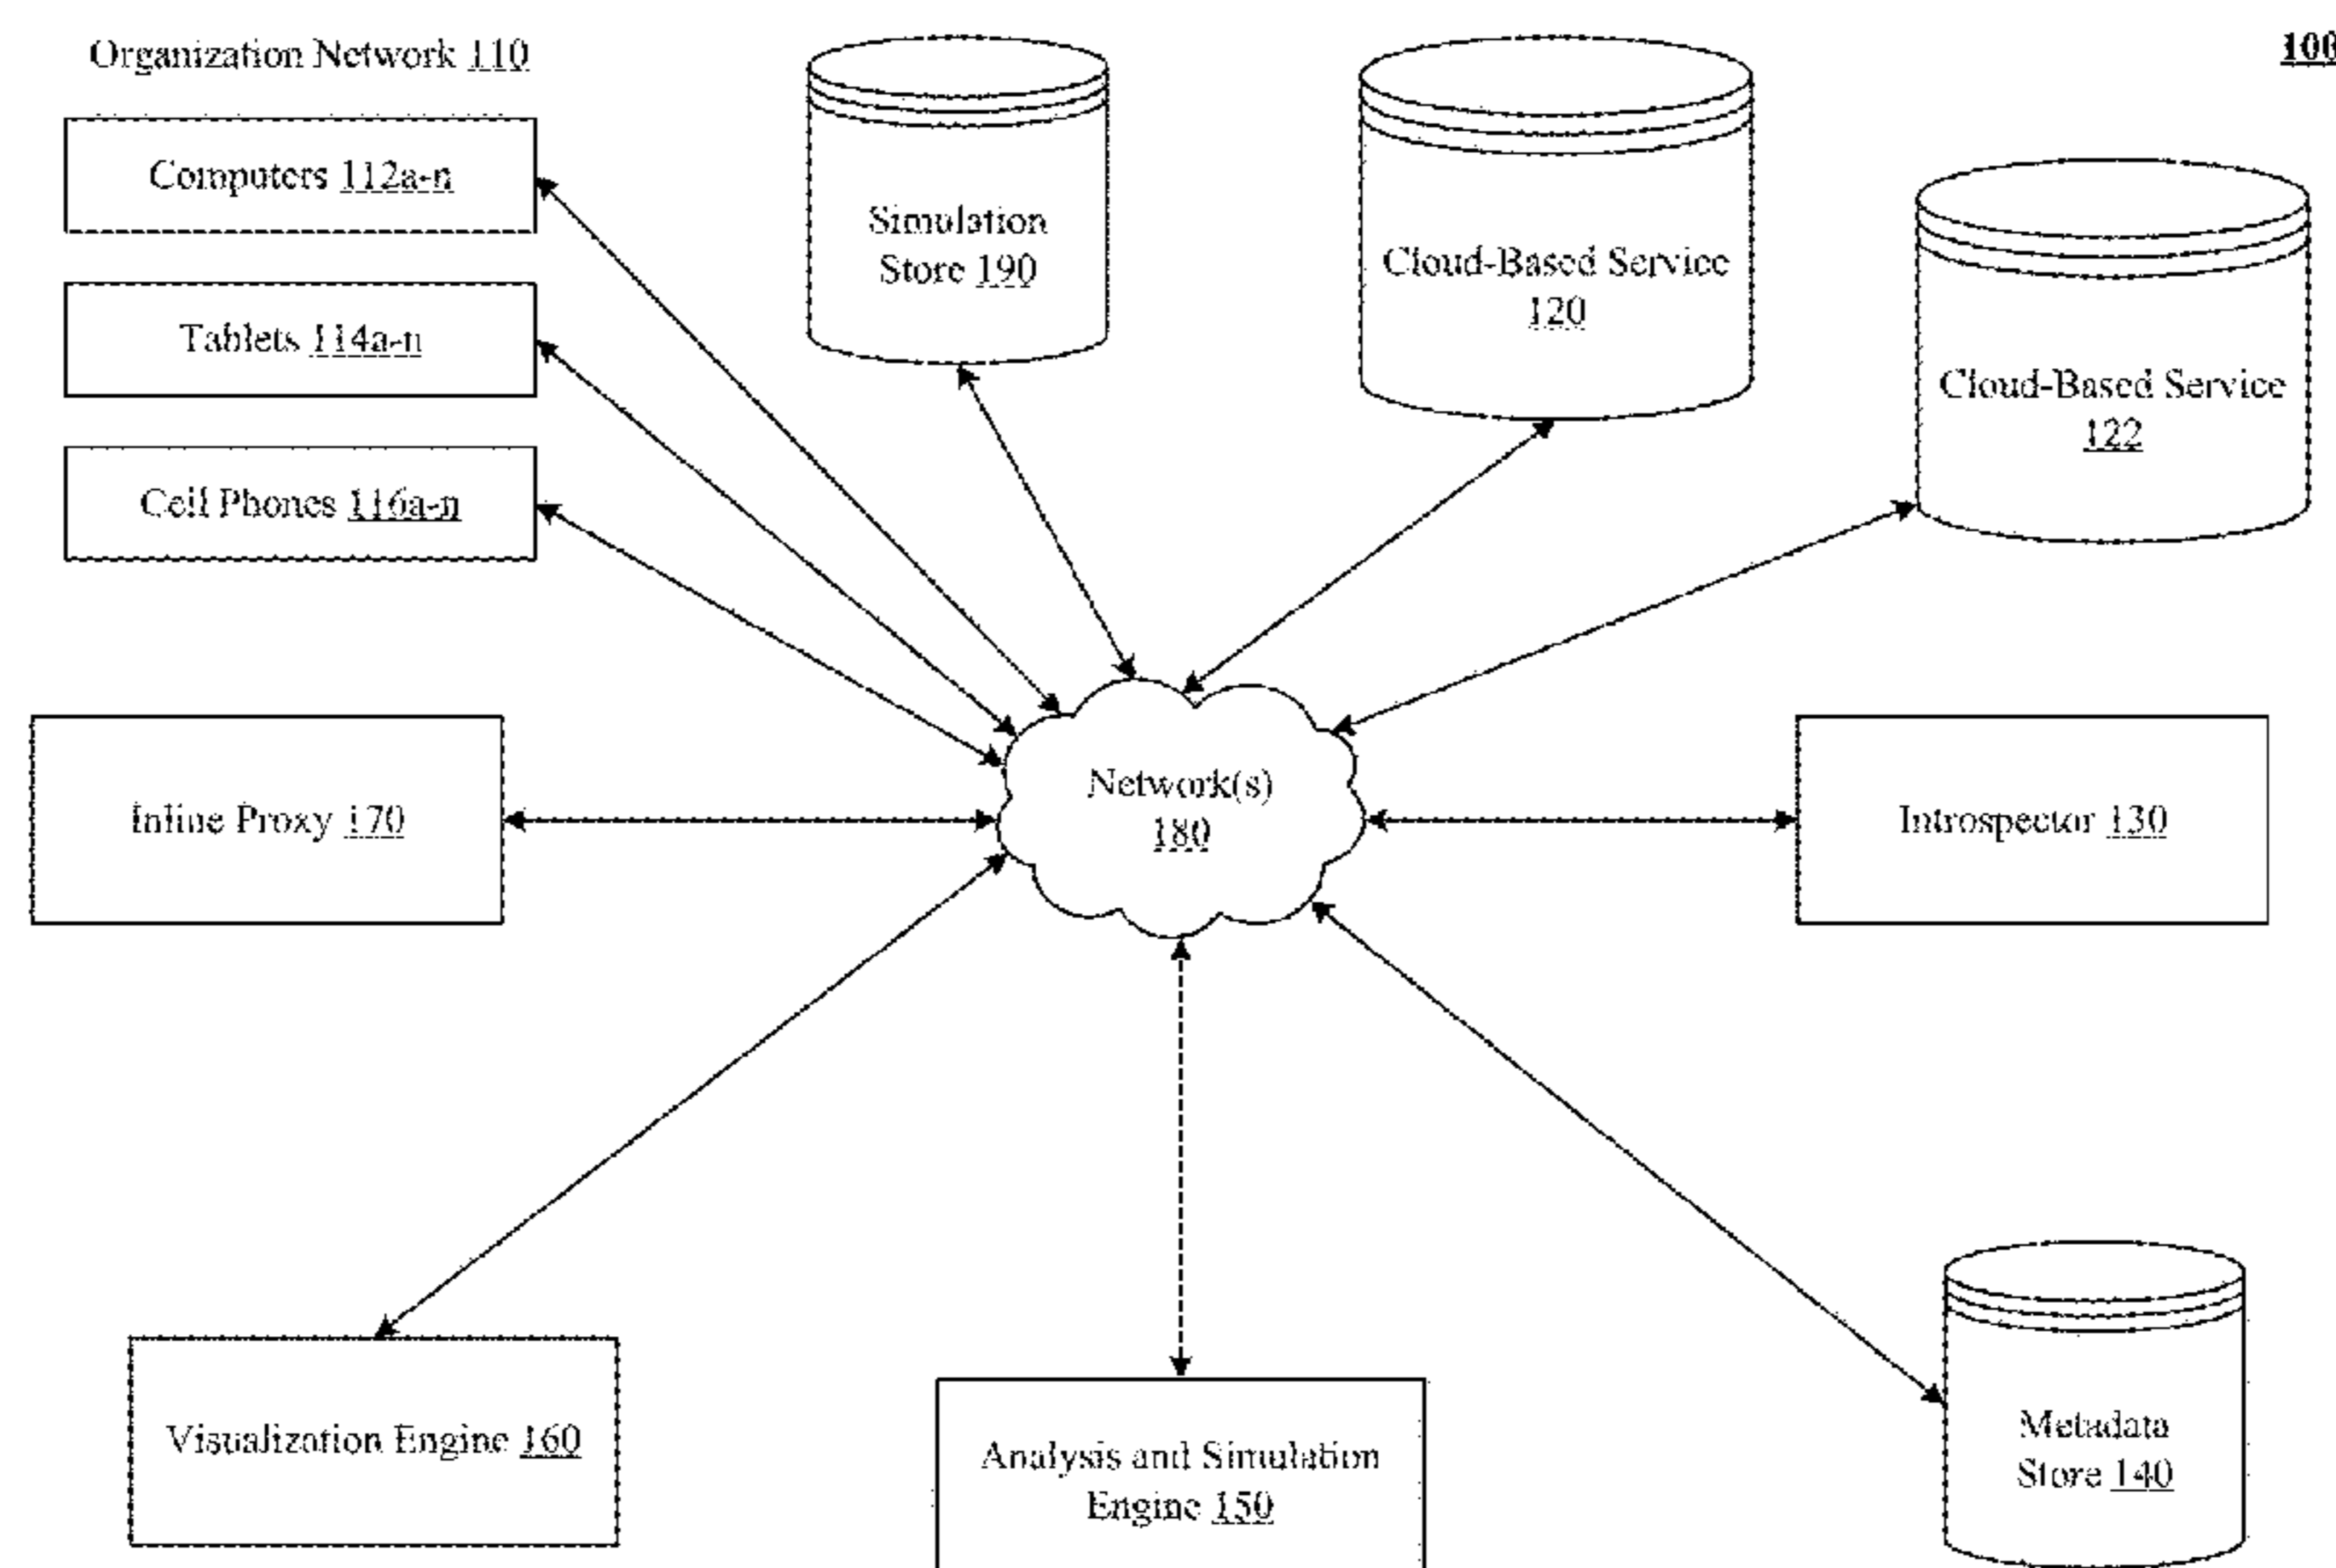 Organization Network 110
100
Computers 112a-n
Tablets 114a-n
Cell Phones 116a-n
Simulation
Store 190
Cloud-Based Service
120
Cloud-Based Service
122
Inline Proxy 170
Network(s)
180
Introspector 130
Visualization Engine 160
Analysis and Simulation
Engine 150
Metadata
Store 140